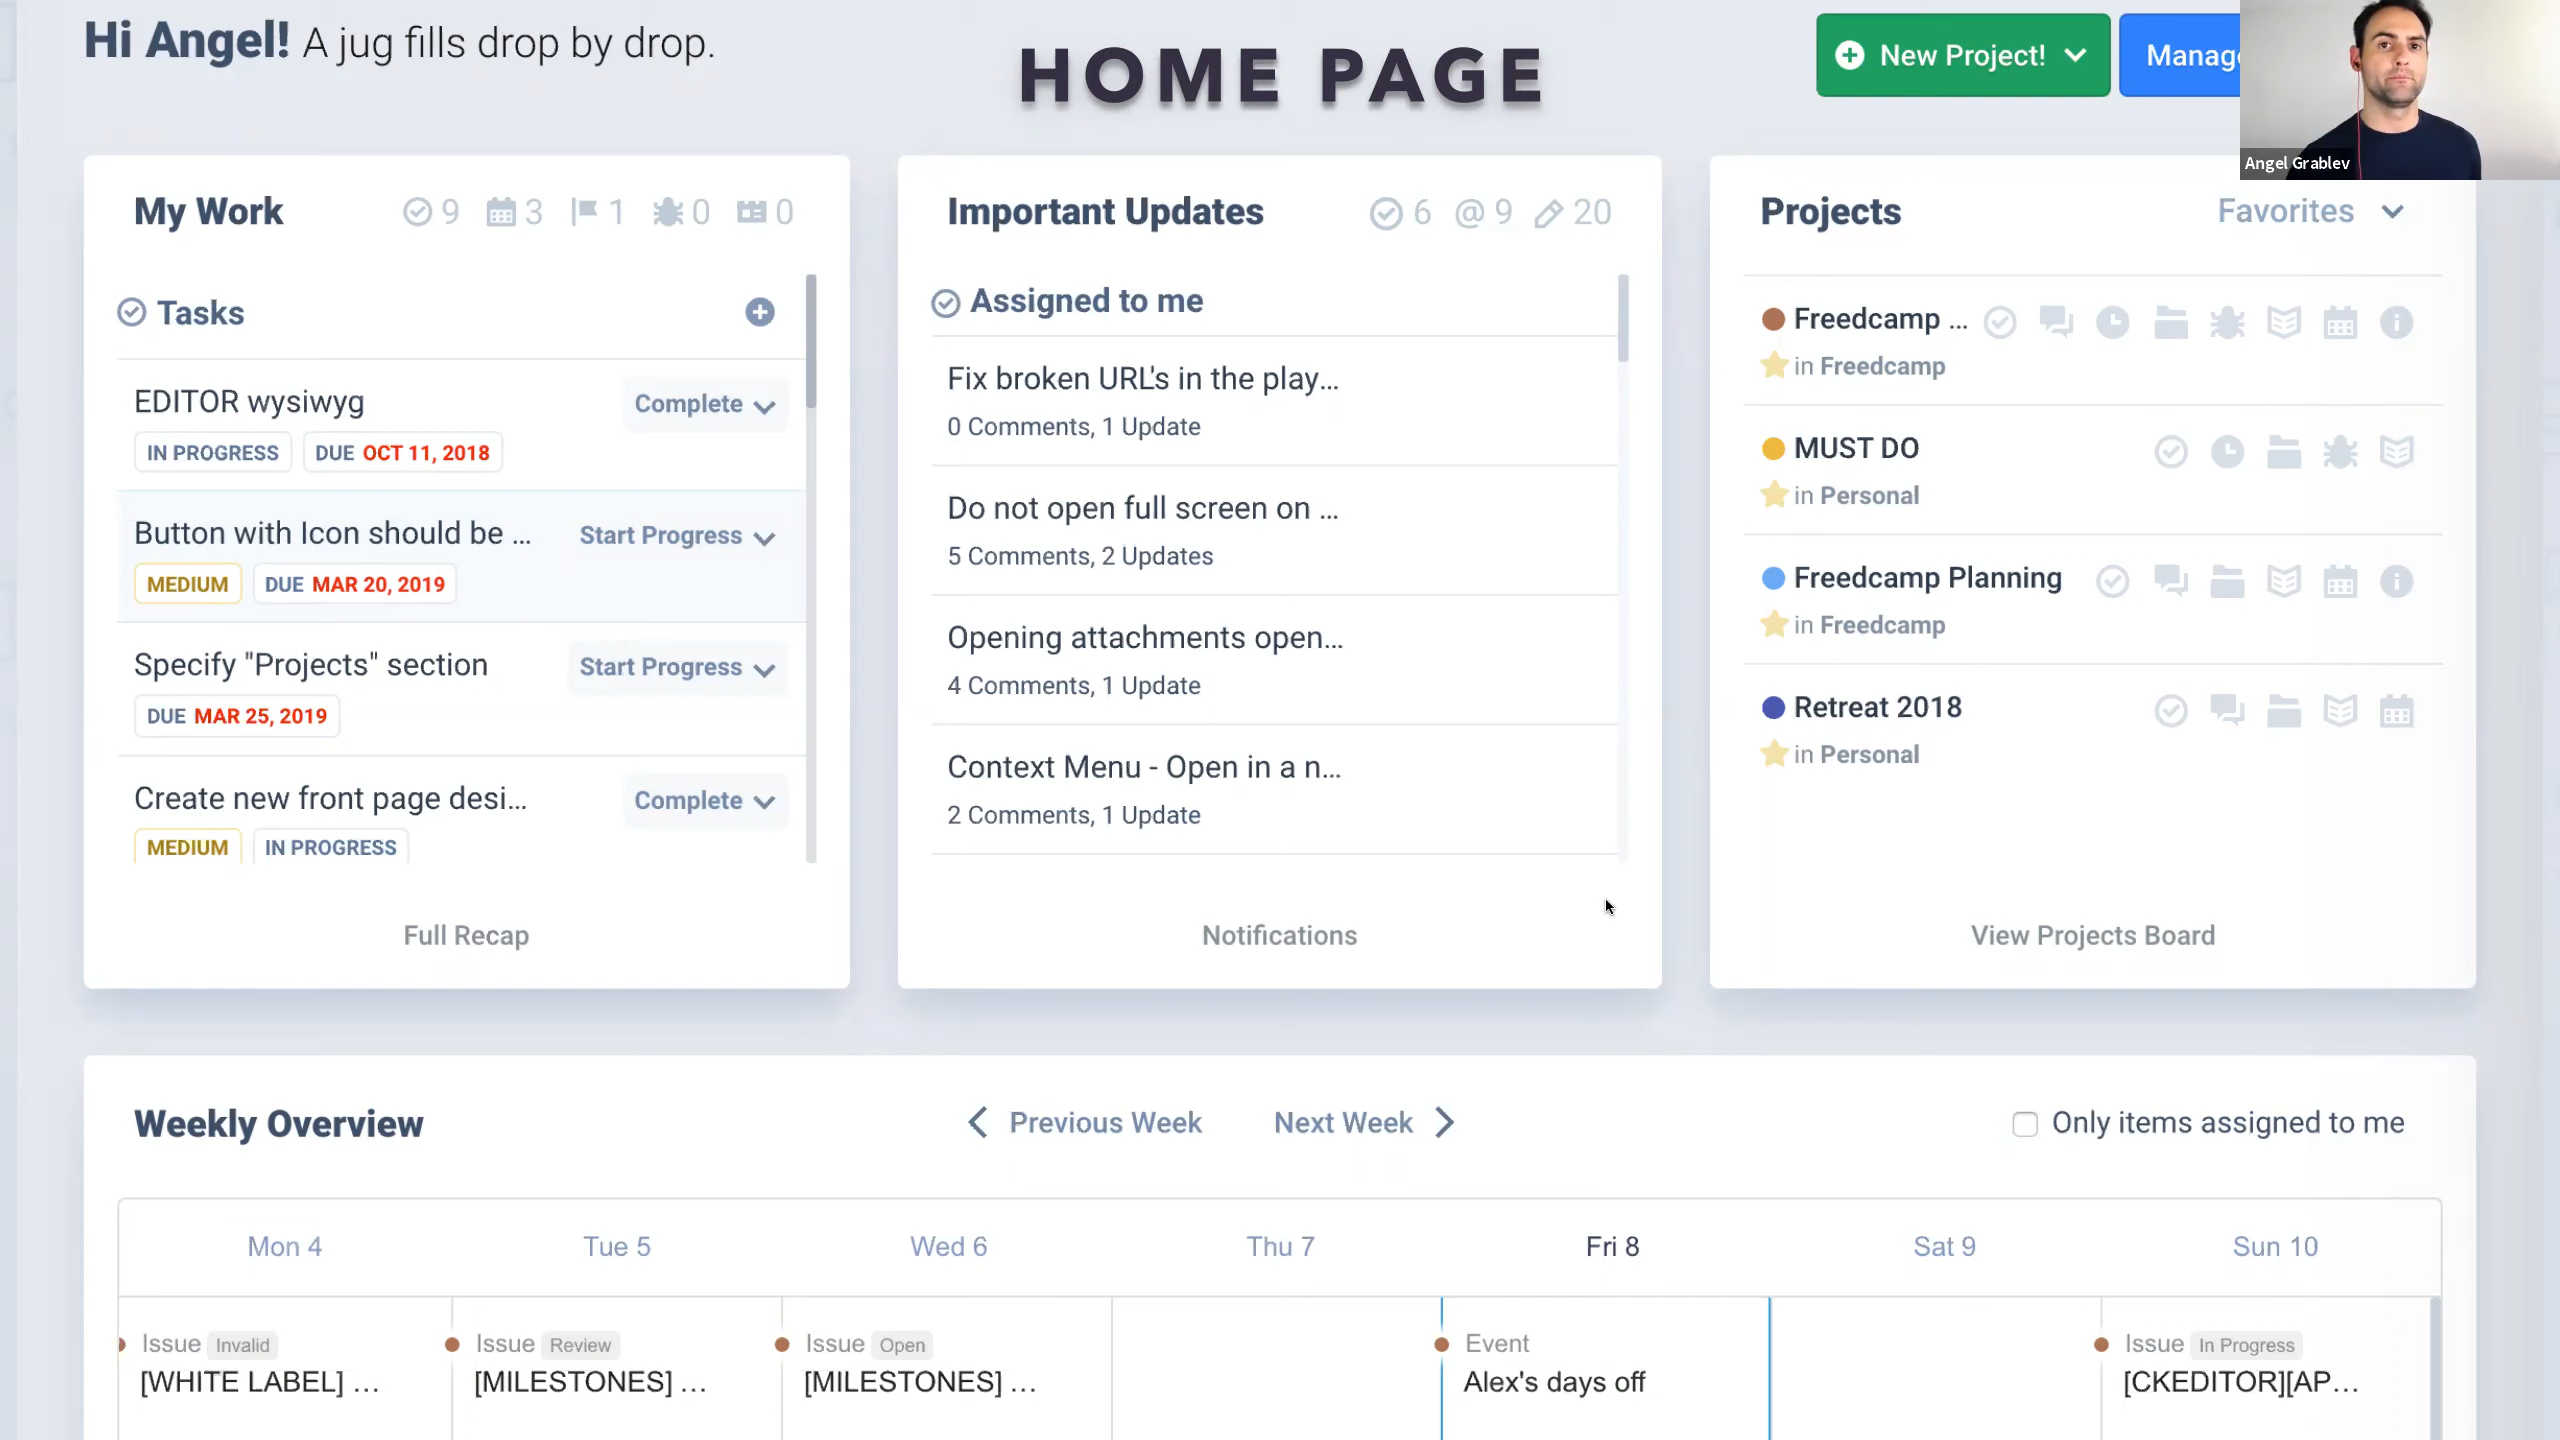 Hi Angel! A jug fills drop by drop.
HOME PAGE
New Project!
Manag
Angel Grablev
My Work 9 3 1 0 0
Tasks
EDITOR wysiwyg Complete
IN PROGRESS DUE OCT 11, 2018
Button with Icon should be ... Start Progress
MEDIUM DUE MAR 20, 2019
Specify "Projects" section Start Progress
DUE MAR 25, 2019
Create new front page desi... Complete
MEDIUM IN PROGRESS
Full Recap
Important Updates 6 @ 9 20
Assigned to me
Fix broken URL's in the play...
0 Comments, 1 Update
Do not open full screen on ...
5 Comments, 2 Updates
Opening attachments open...
4 Comments, 1 Update
Context Menu - Open in a n...
2 Comments, 1 Update
Notifications
Projects Favorites
Freedcamp ...
in Freedcamp
MUST DO
in Personal
Freedcamp Planning
in Freedcamp
Retreat 2018
in Personal
View Projects Board
Weekly Overview Previous Week Next Week Only items assigned to me
Mon 4 Tue 5 Wed 6 Thu 7 Fri 8 Sat 9 Sun 10
Issue Invalid
[WHITE LABEL] ...
Issue Review
[MILESTONES] ...
Issue Open
[MILESTONES] ...
Event
Alex's days off
Issue In Progress
[CKEDITOR][AP...